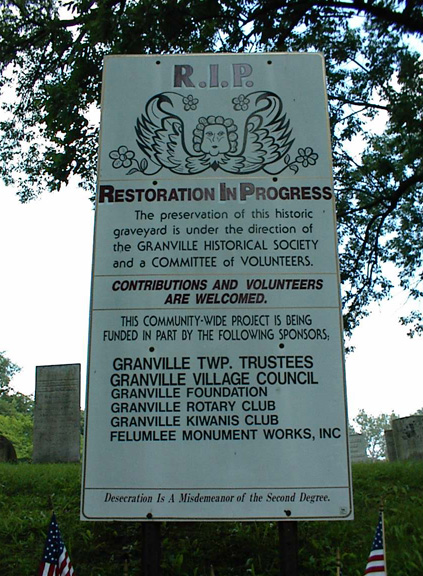 R.I.P.
RESTORATION IN PROGRESS
The preservation of this historic
graveyard is under the direction of
the GRANVILLE HISTORICAL SOCIETY
and a COMMITTEE of VOLUNTEERS.
CONTRIBUTIONS AND VOLUNTEERS
ARE WELCOMED.
THIS COMMUNITY-WIDE PROJECT IS BEING
FUNDED IN PART BY THE FOLLOWING SPONSORS:
GRANVILLE TWP. TRUSTEES
GRANVILLE VILLAGE COUNCIL
GRANVILLE FOUNDATION
GRANVILLE ROTARY CLUB
GRANVILLE KIWANIS CLUB
FELUMLEE MONUMENT WORKS, INC
Desecration Is A Misdemeanor of the Second Degree.